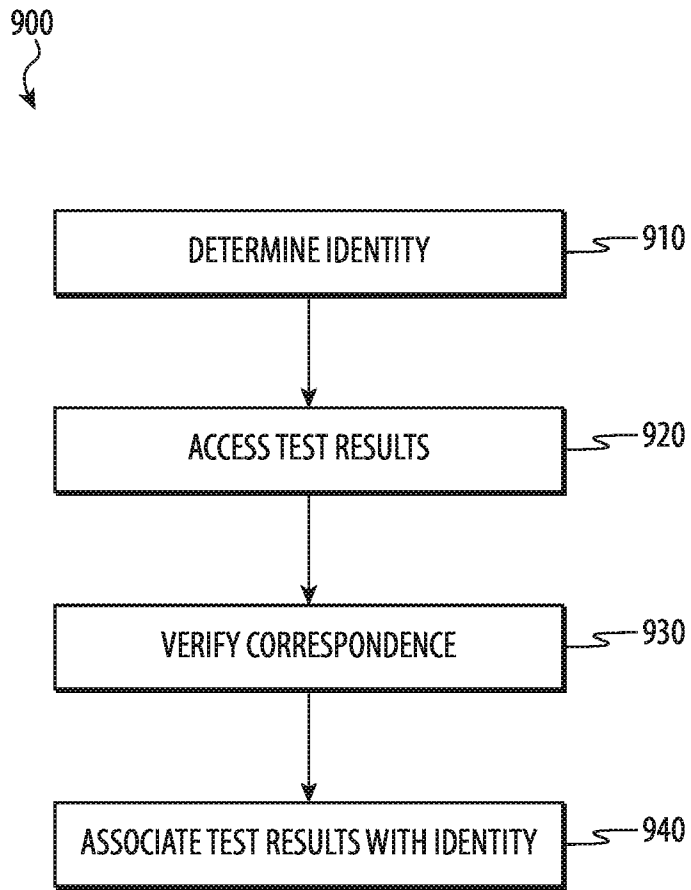 900
DETERMINE IDENTITY
910
ACCESS TEST RESULTS
920
VERIFY CORRESPONDENCE
930
ASSOCIATE TEST RESULTS WITH IDENTITY
940